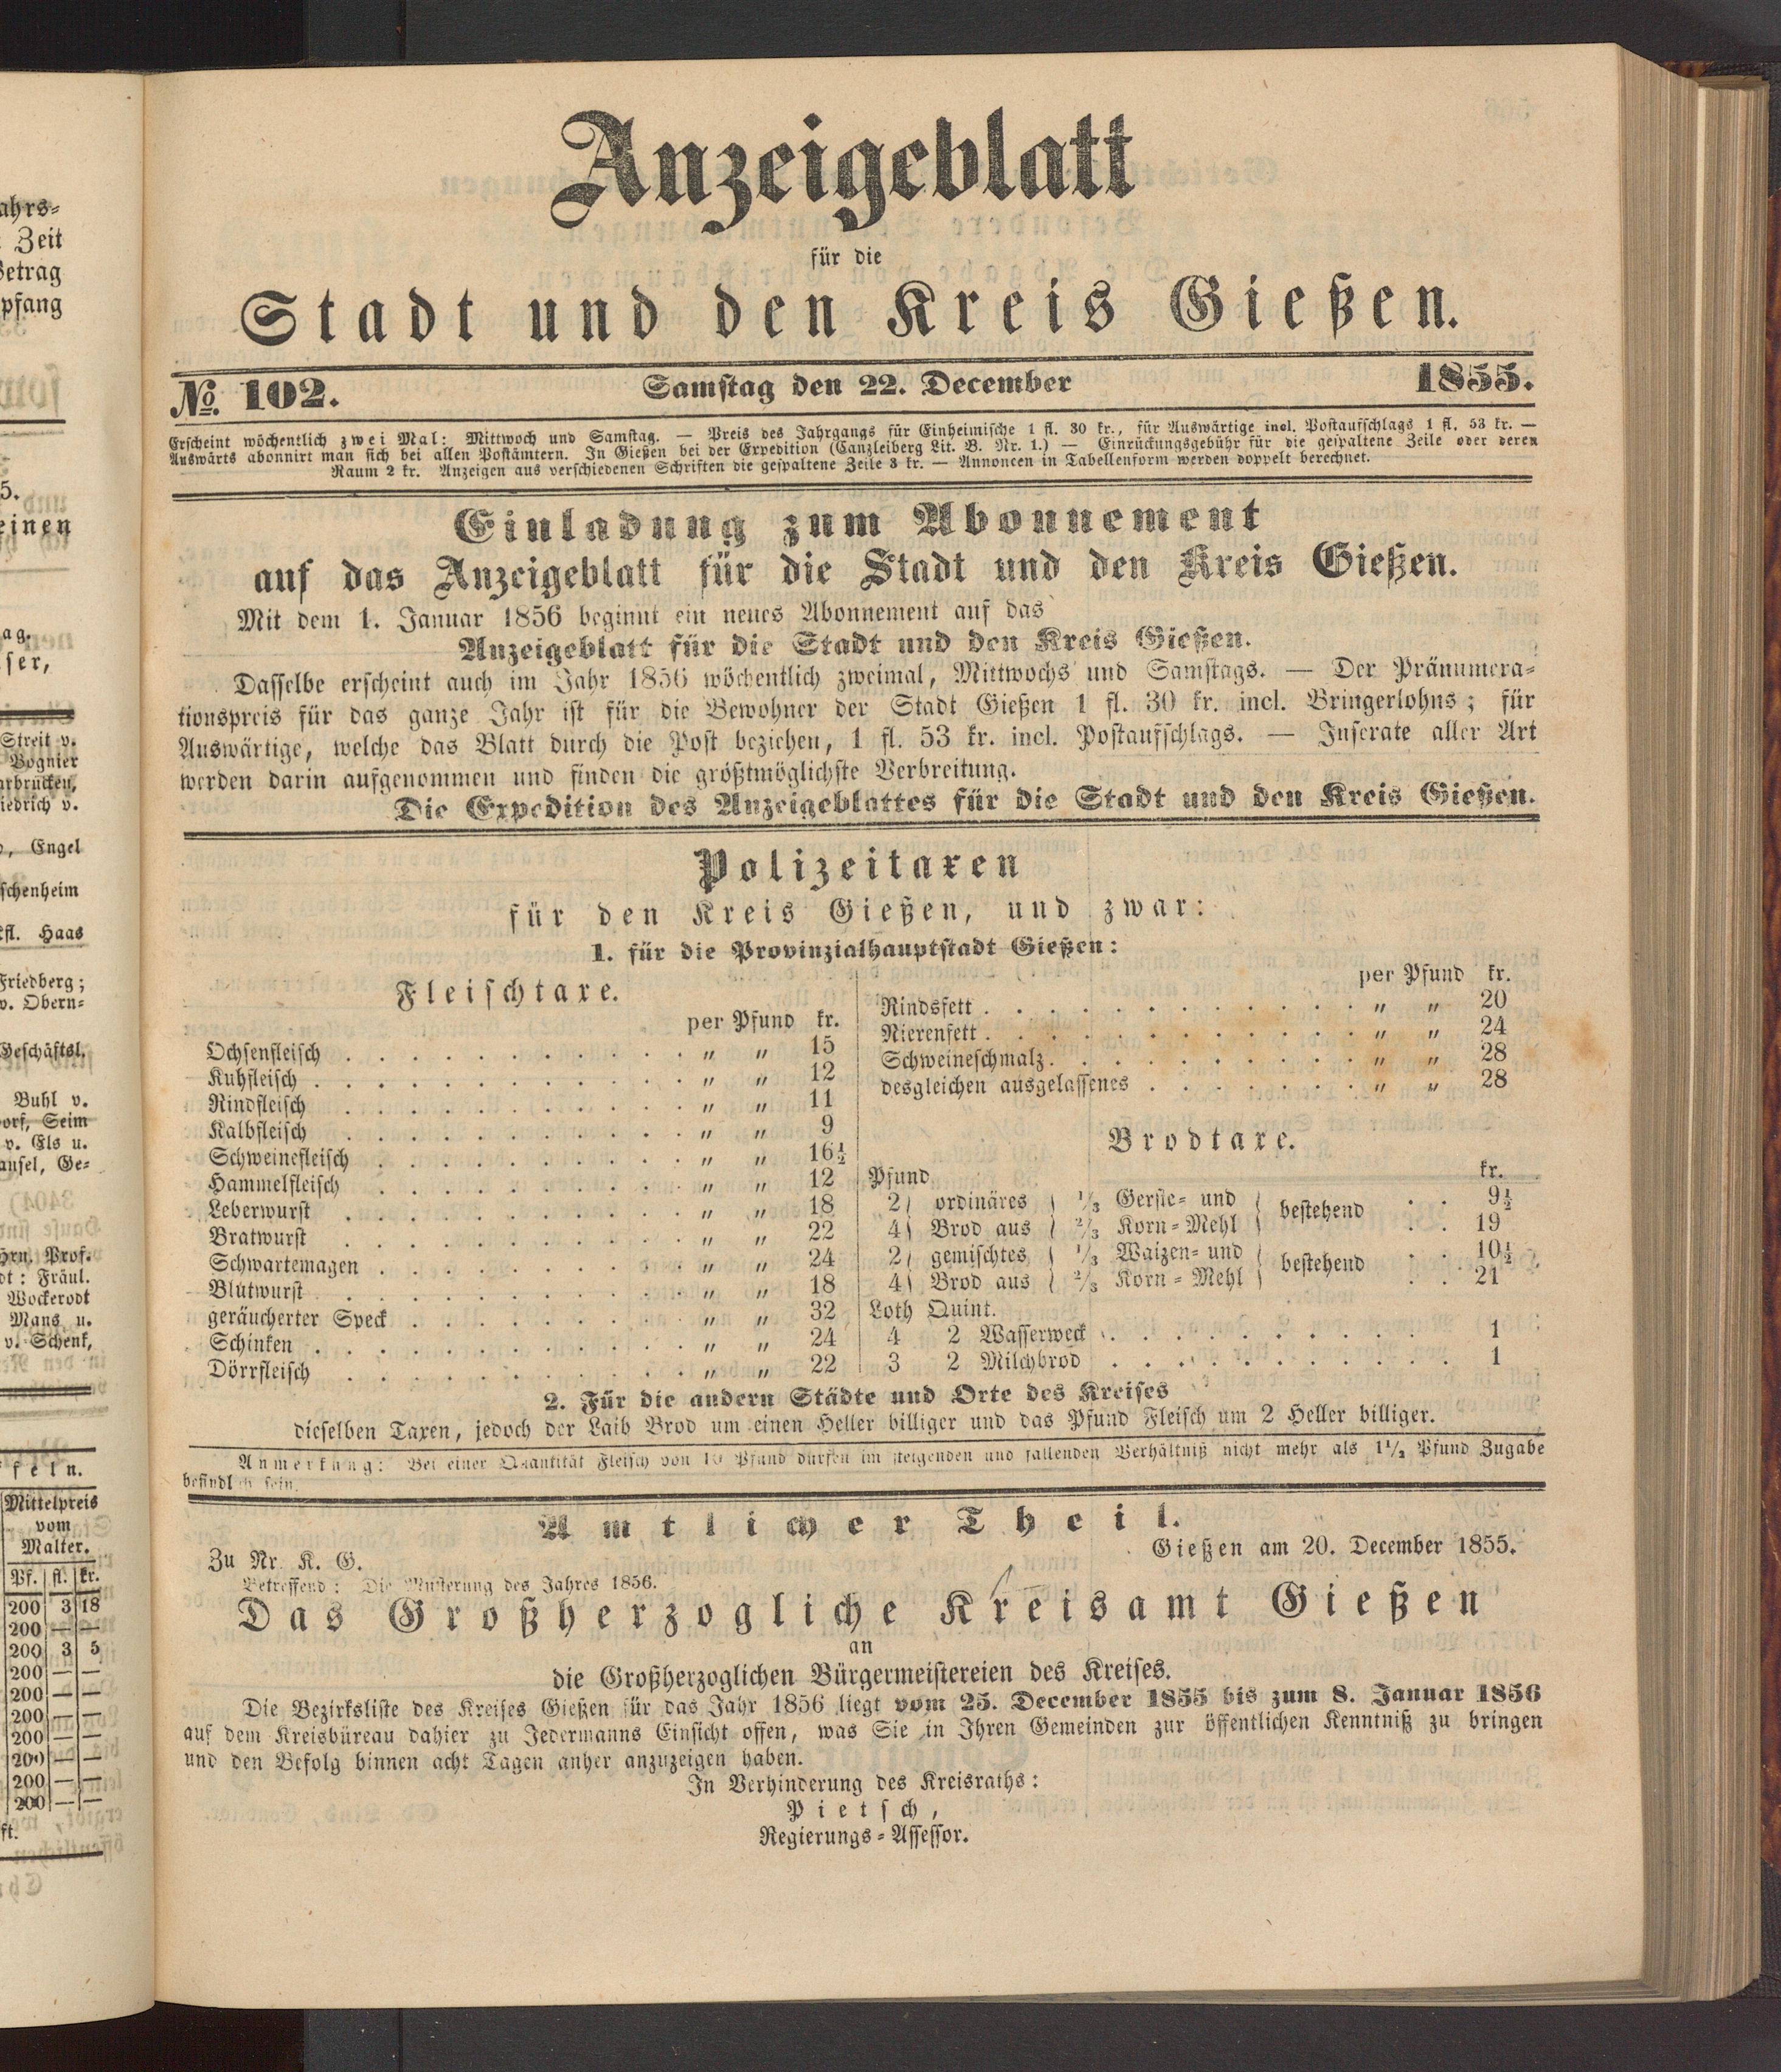 Anzeigeblatt
für die
Stadt und den Kreis Gießen.
No. 102. Samstag den 22. December 1855.
Erscheint wöchentlich zwei Mal: Mittwoch und Samstag. — Preis des Jahrgangs für Einheimische 1 fl. 30 kr., für Auswärtige incl. Postaufschlags 1 fl. 53 kr. —
Auswärts abonnirt man sich bei allen Postämtern. In Gießen bei der Expedition (Canzleiberg Lit. B. Nr. 1.) — Einrückungsgebühr für die gespaltene Zeile oder deren
Raum 2 kr. Anzeigen aus verschiedenen Schriften die gespaltene Zeile 3 kr. — Annoncen in Tabellenform werden doppelt berechnet.
Einladung zum Abonnement
auf das Anzeigeblatt für die Stadt und den Kreis Gießen.
Mit dem 1. Januar 1856 beginnt ein neues Abonnement auf das
Anzeigeblatt für die Stadt und den Kreis Gießen.
Dasselbe erscheint auch im Jahr 1856 wöchentlich zweimal, Mittwochs und Samstags. — Der Pränumera-
tionspreis für das ganze Jahr ist für die Bewohner der Stadt Gießen 1 fl. 30 kr. incl. Bringerlohns; für
Auswärtige, welche das Blatt durch die Post beziehen, 1 fl. 53 kr. incl. Postaufschlags. — Inserate aller Art
werden darin aufgenommen und finden die größtmöglichste Verbreitung.
Die Expedition des Anzeigeblattes für die Stadt und den Kreis Gießen.
Polizeitaxen
für den Kreis Gießen, und zwar:
1. für die Provinzialhauptstadt Gießen:
Fleischtaxe.
per Pfund kr.
Ochsenfleisch . . . . . . . . . . . " " 15
Kuhfleisch . . . . . . . . . . . . " " 12
Rindfleisch . . . . . . . . . . . " " 11
Kalbfleisch . . . . . . . . . . . " " 9
Schweinefleisch . . . . . . . . . . " " 16½
Hammelfleisch . . . . . . . . . . " " 12
Leberwurst . . . . . . . . . . . " " 18
Bratwurst . . . . . . . . . . . " " 22
Schwartemagen . . . . . . . . . . " " 24
Blutwurst . . . . . . . . . . . " " 18
geräucherter Speck . . . . . . . . . " " 32
Schinken . . . . . . . . . . . . " " 24
Dörrfleisch . . . . . . . . . . . " " 22
per Pfund kr.
Rindsfett . . . . . . . . . . . . " " 20
Nierenfett . . . . . . . . . . . . " " 24
Schweineschmalz . . . . . . . . . . " " 28
desgleichen ausgelassenes . . . . . . . " " 28
Brodtaxe.
Pfund kr.
2 ordinäres 1/3 Gerste- und bestehend . . 9½
4 Brod aus 2/3 Korn-Mehl . . 19
2 gemischtes 1/3 Waizen- und bestehend . . 10½
4 Brod aus 2/3 Korn-Mehl . . 21
Loth Quint.
4 2 Wasserweck . . . . . . . . . . 1
3 2 Milchbrod . . . . . . . . . . 1
2. Für die andern Städte und Orte des Kreises
dieselben Taxen, jedoch der Laib Brod um einen Heller billiger und das Pfund Fleisch um 2 Heller billiger.
Anmerkung: Bei einer Quantität Fleisch von 10 Pfund dürfen im steigenden und fallenden Verhältniß nicht mehr als 1½ Pfund Zugabe
befindlich sein.
Amtlicher Theil.
Zu Nr. K. G. Gießen am 20. December 1855.
Betreffend: Die Musterung des Jahres 1856.
Das Großherzogliche Kreisamt Gießen
an
die Großherzoglichen Bürgermeistereien des Kreises.
Die Bezirksliste des Kreises Gießen für das Jahr 1856 liegt vom 25. December 1855 bis zum 8. Januar 1856
auf dem Kreisbüreau dahier zu Jedermanns Einsicht offen, was Sie in Ihren Gemeinden zur öffentlichen Kenntniß zu bringen
und den Befolg binnen acht Tagen anher anzuzeigen haben.
In Verhinderung des Kreisraths:
Pietsch,
Regierungs-Assessor.